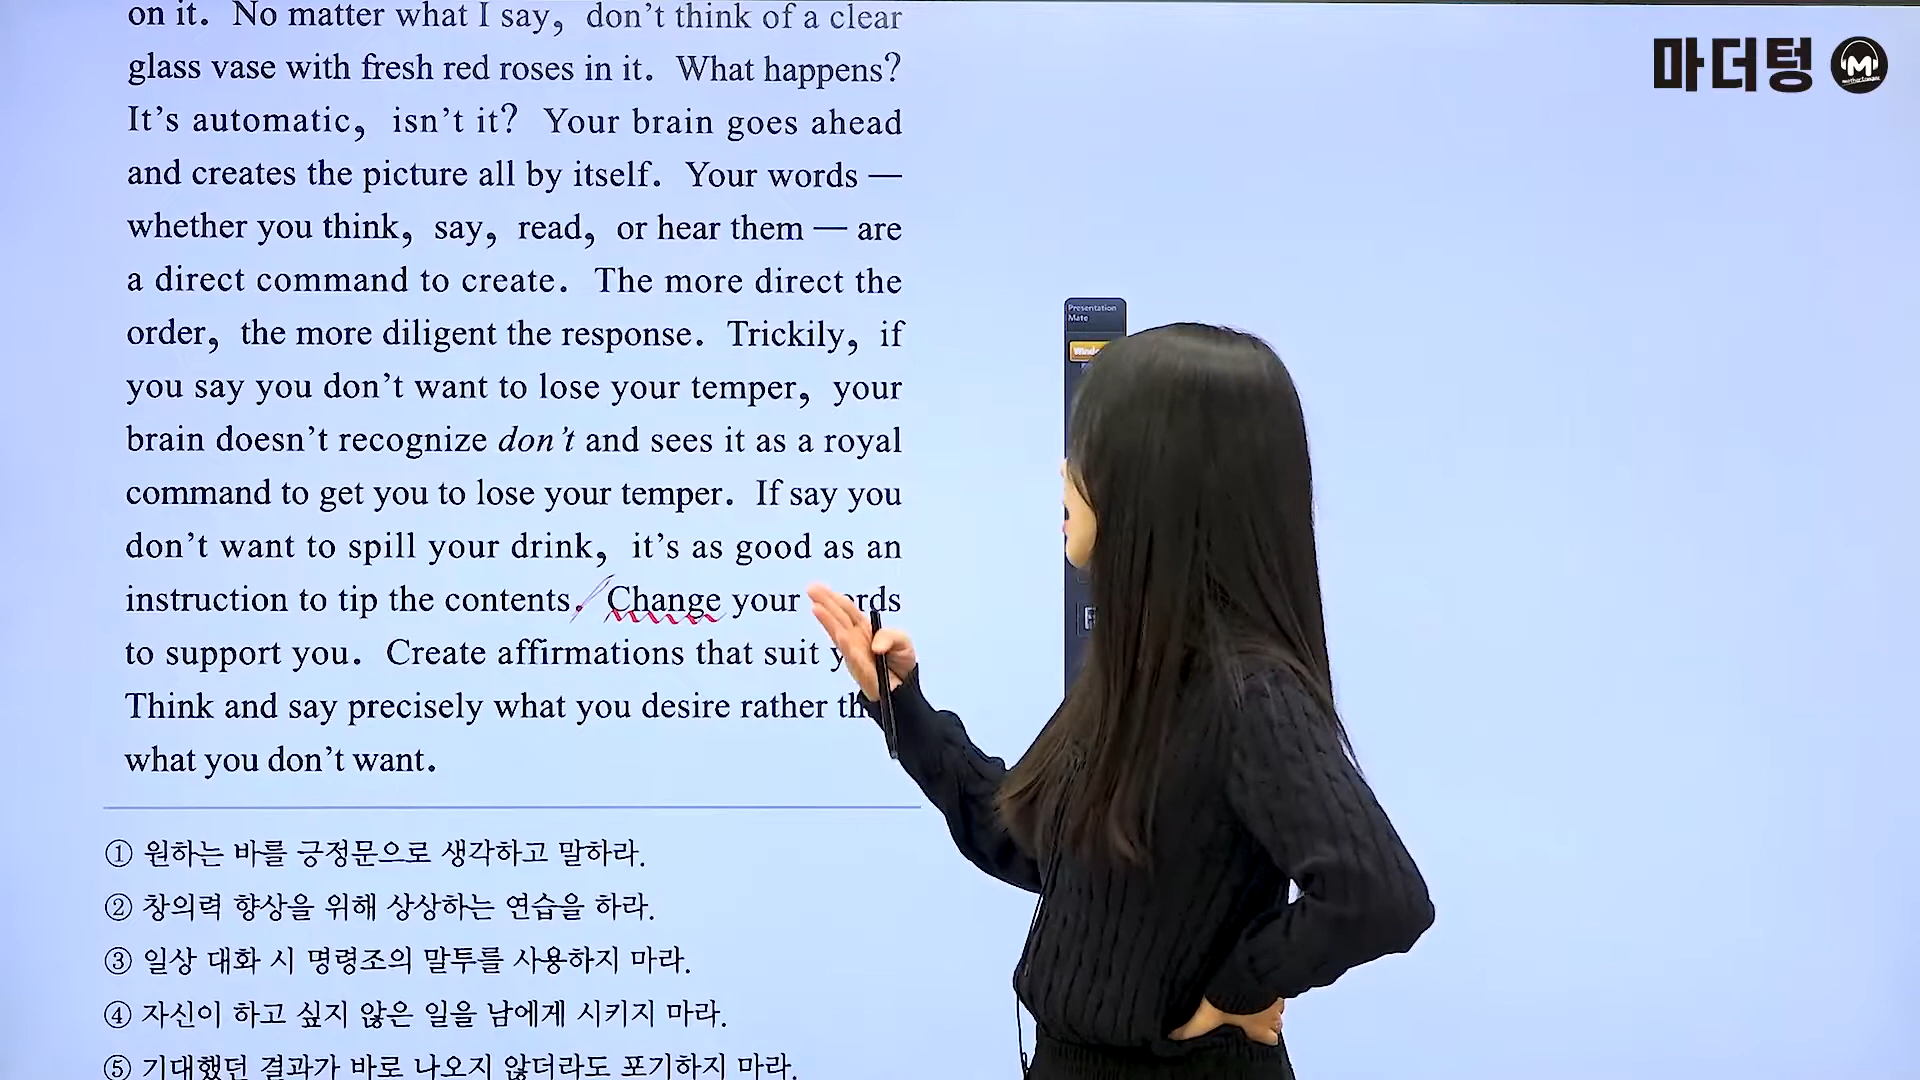 on it. No matter what I say, don't think of a clear
glass vase with fresh red roses in it. What happens?
It's automatic, isn't it? Your brain goes ahead
and creates the picture all by itself. Your words —
whether you think, say, read, or hear them — are
a direct command to create. The more direct the
order, the more diligent the response. Trickily, if
you say you don't want to lose your temper, your
brain doesn't recognize don't and sees it as a royal
command to get you to lose your temper. If say you
don't want to spill your drink, it's as good as an
instruction to tip the contents. Change your
to support you. Create affirmations that suit
Think and say precisely what you desire rather
what you don't want.
① 원하는 바를 긍정문으로 생각하고 말하라.
② 창의력 향상을 위해 상상하는 연습을 하라.
③ 일상 대화 시 명령조의 말투를 사용하지 마라.
④ 자신이 하고 싶지 않은 일을 남에게 시키지 마라.
⑤ 기대했던 결과가 바로 나오지 않더라도 포기하지 마라.
마더텅
M
Presentation
Mate